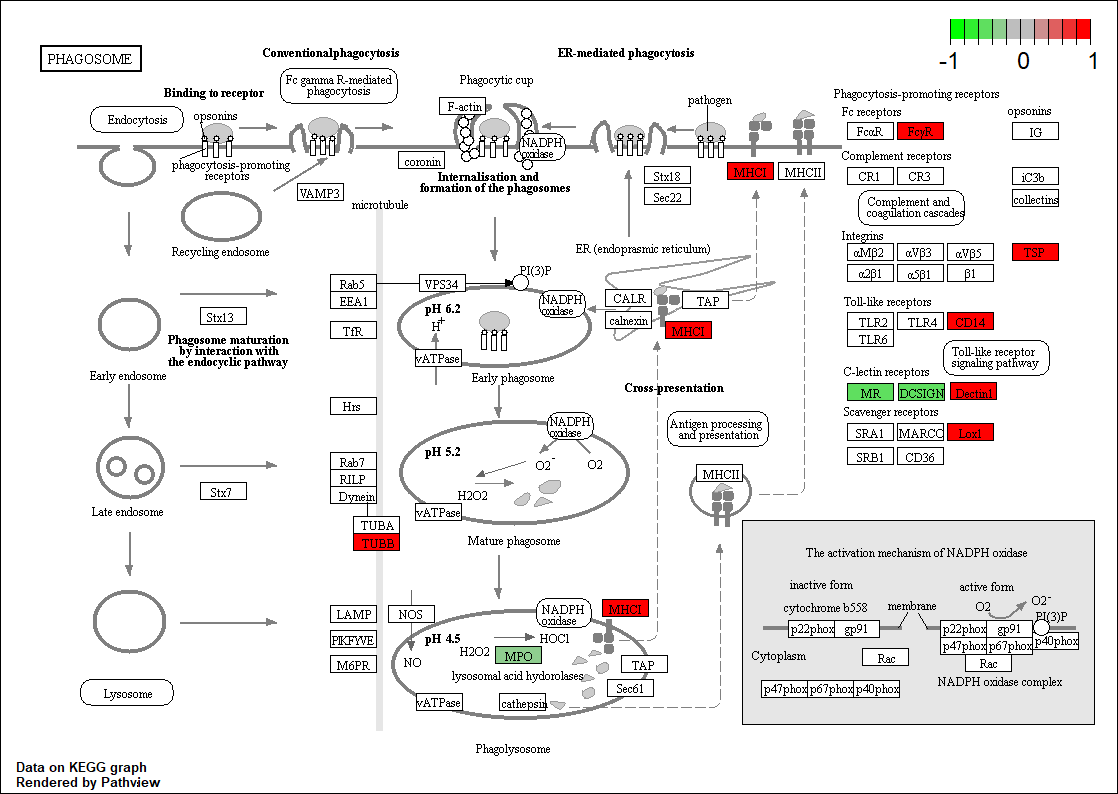 PHAGOSOME
Conventionalphagocytosis
ER-mediated phagocytosis
-1
0
1
Fc gamma R-mediated
phagocytosis
Phagocytic cup
F-actin
Binding to receptor
Endocytosis
opsonins
pathogen
NADPH
oxidase
phagocytosis-promoting
receptors
coronin
Internalisation and
formation of the phagosomes
VAMP3
microtubule
Stx18
Sec22
MHCI
MHCII
Recycling endosome
ER (endoprasmic reticulum)
Phagocytosis-promoting receptors
Fc receptors
opsonins
FcαR
FcγR
IG
Complement receptors
CR1
CR3
iC3b
collectins
Complement and
coagulation cascades
Integrins
αMβ2
αVβ3
αVβ5
TSP
α2β1
α5β1
β1
Toll-like receptors
TLR2
TLR4
CD14
TLR6
Toll-like receptor
signaling pathway
C-lectin receptors
MR
DCSIGN
Dectin1
Scavenger receptors
SRA1
MARCO
Lox1
SRB1
CD36
Rab5
EEA1
VPS34
PI(3)P
NADPH
oxidase
CALR
calnexin
TAP
MHCI
pH 6.2
H+
TfR
vATPase
Stx13
Phagosome maturation
by interaction with
the endocyclic pathway
Early endosome
Early phagosome
Cross-presentation
Hrs
NADPH
oxidase
Antigen processing
and presentation
pH 5.2
O2-
O2
H2O2
Rab7
RILP
Dynein
Stx7
vATPase
MHCII
Late endosome
TUBA
TUBB
Mature phagosome
LAMP
NOS
NADPH
oxidase
MHCI
PIKFYVE
pH 4.5
HOCl
H2O2
MPO
M6PR
NO
lysosomal acid hydorolases
TAP
Sec61
vATPase
cathepsin
Lysosome
Phagolysosome
The activation mechanism of NADPH oxidase
inactive form
active form
cytochrome b558
membrane
O2
O2-
PI(3)P
p22phox
gp91
p22phox
gp91
p47phox
p67phox
p40phox
Cytoplasm
Rac
Rac
NADPH oxidase complex
p47phox
p67phox
p40phox
Data on KEGG graph
Rendered by Pathview